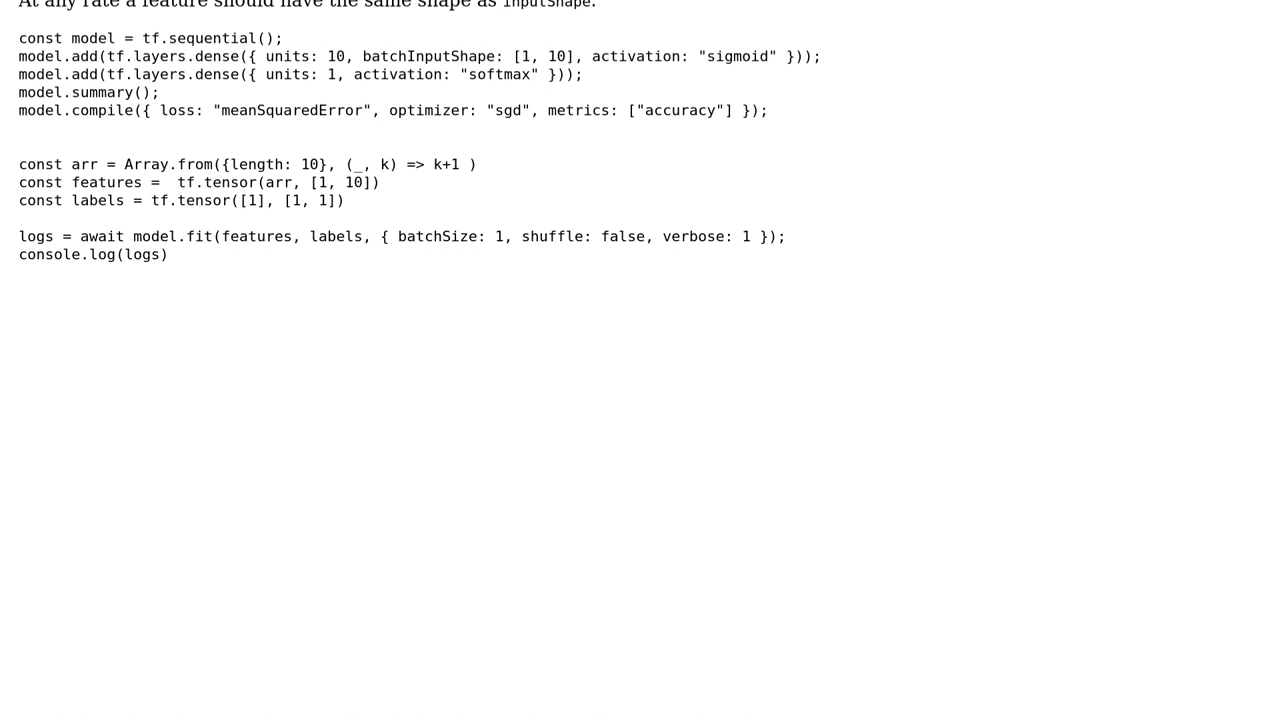 At any rate a feature should have the same shape as inputShape.
const model = tf.sequential();
model.add(tf.layers.dense({ units: 10, batchInputShape: [1, 10], activation: "sigmoid" }));
model.add(tf.layers.dense({ units: 1, activation: "softmax" }));
model.summary();
model.compile({ loss: "meanSquaredError", optimizer: "sgd", metrics: ["accuracy"] });
const arr = Array.from({length: 10}, (_, k) => k+1 )
const features =  tf.tensor(arr, [1, 10])
const labels = tf.tensor([1], [1, 1])
logs = await model.fit(features, labels, { batchSize: 1, shuffle: false, verbose: 1 });
console.log(logs)